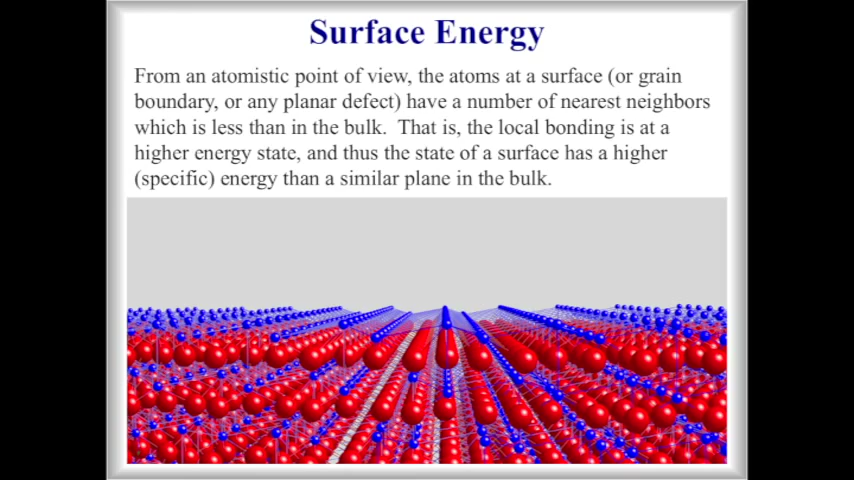 Surface Energy
From an atomistic point of view, the atoms at a surface (or grain
boundary, or any planar defect) have a number of nearest neighbors
which is less than in the bulk.  That is, the local bonding is at a
higher energy state, and thus the state of a surface has a higher
(specific) energy than a similar plane in the bulk.